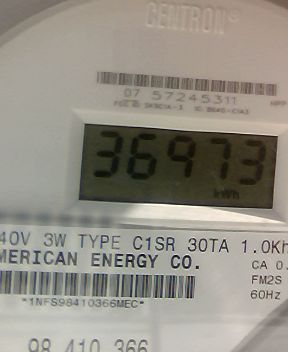 CENTRON®
07 57245311
36973
kWh
40V 3W TYPE C1SR 30TA 1.0Kh
MERICAN ENERGY CO.
CA 0.
FM2S
60Hz
*1NFS98410366MEC*
98 410 366